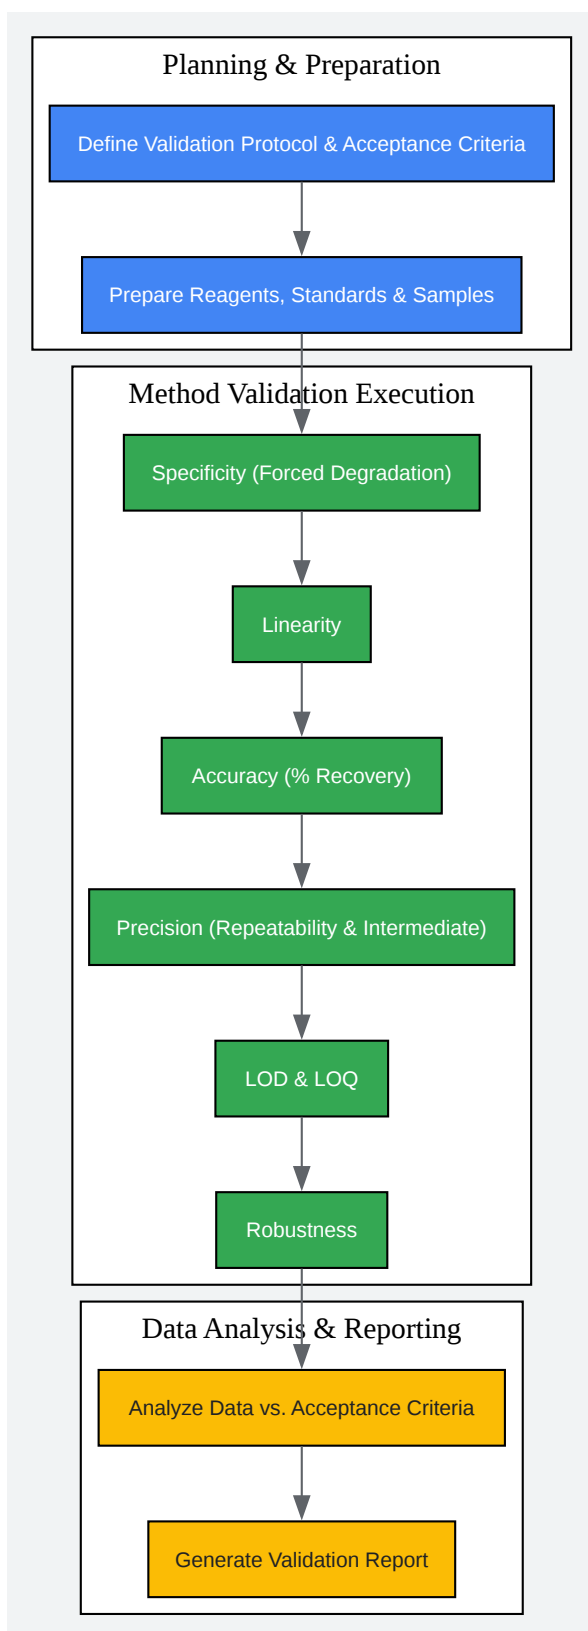 Planning & Preparation
Define Validation Protocol & Acceptance Criteria
Prepare Reagents, Standards & Samples
Method Validation Execution
Specificity (Forced Degradation)
Linearity
Accuracy (% Recovery)
Precision (Repeatability & Intermediate)
LOD & LOQ
Robustness
Data Analysis & Reporting
Analyze Data vs. Acceptance Criteria
Generate Validation Report